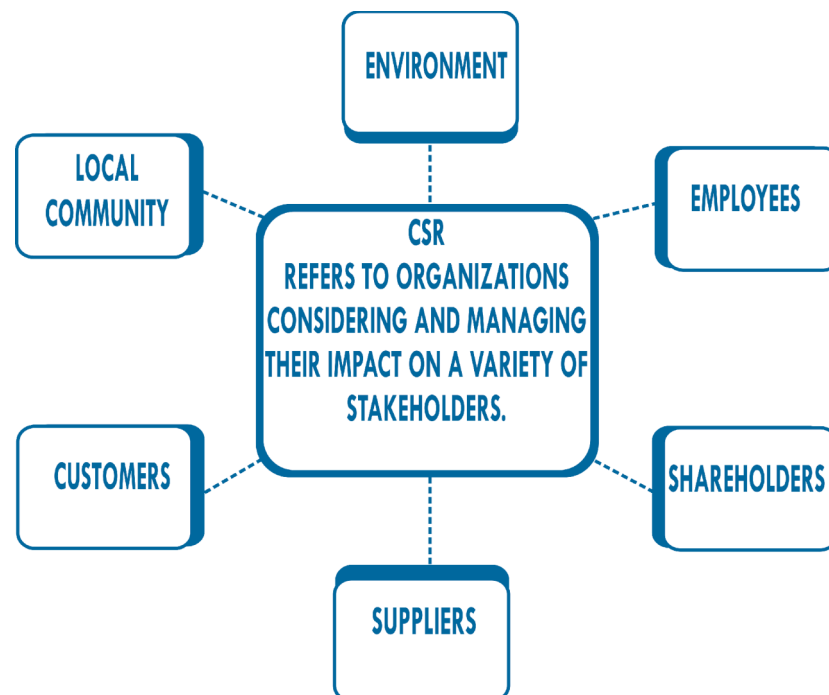 ENVIRONMENT
LOCAL
COMMUNITY
EMPLOYEES
CSR
REFERS TO ORGANIZATIONS
CONSIDERING AND MANAGING
THEIR IMPACT ON A VARIETY OF
STAKEHOLDERS.
CUSTOMERS
SHAREHOLDERS
SUPPLIERS